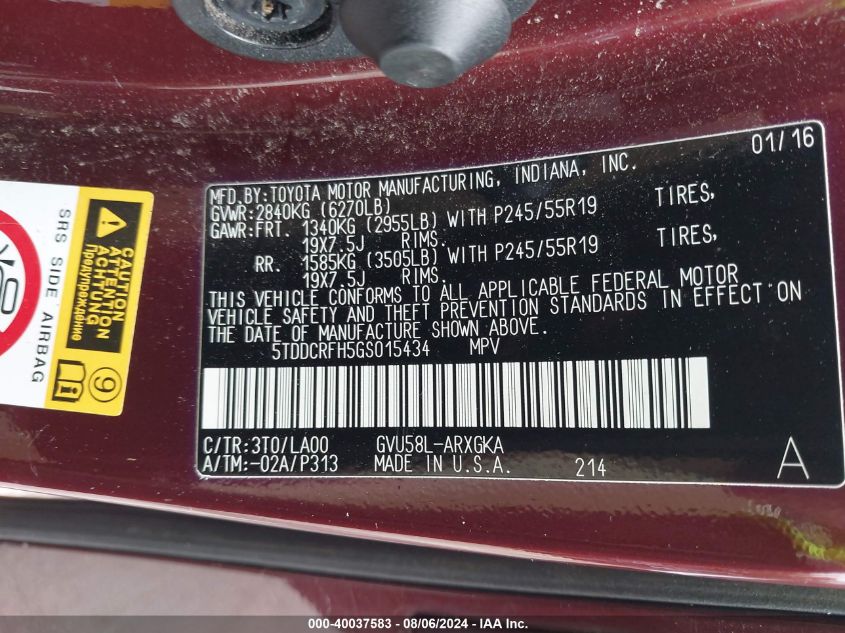 01/16
MFD.BY:TOYOTA MOTOR MANUFACTURING, INDIANA, INC.
GVWR:2840KG (6270LB)
GAWR:FRT. 1340KG (2955LB) WITH P245/55R19 TIRES,
19X7.5J RIMS.
RR. 1585KG (3505LB) WITH P245/55R19 TIRES,
19X7.5J RIMS.
THIS VEHICLE CONFORMS TO ALL APPLICABLE FEDERAL MOTOR
VEHICLE SAFETY AND THEFT PREVENTION STANDARDS IN EFFECT ON
THE DATE OF MANUFACTURE SHOWN ABOVE.
5TDDCRFH5GS015434 MPV
C/TR:3T0/LA00 GVU58L-ARXGKA
A/TM:-02A/P313 MADE IN U.S.A. 214
A
SRS SIDE AIRBAG
CAUTION
ATTENTION
ACHTUNG
Предупреждение
9
000-40037583 - 08/06/2024 - IAA Inc.